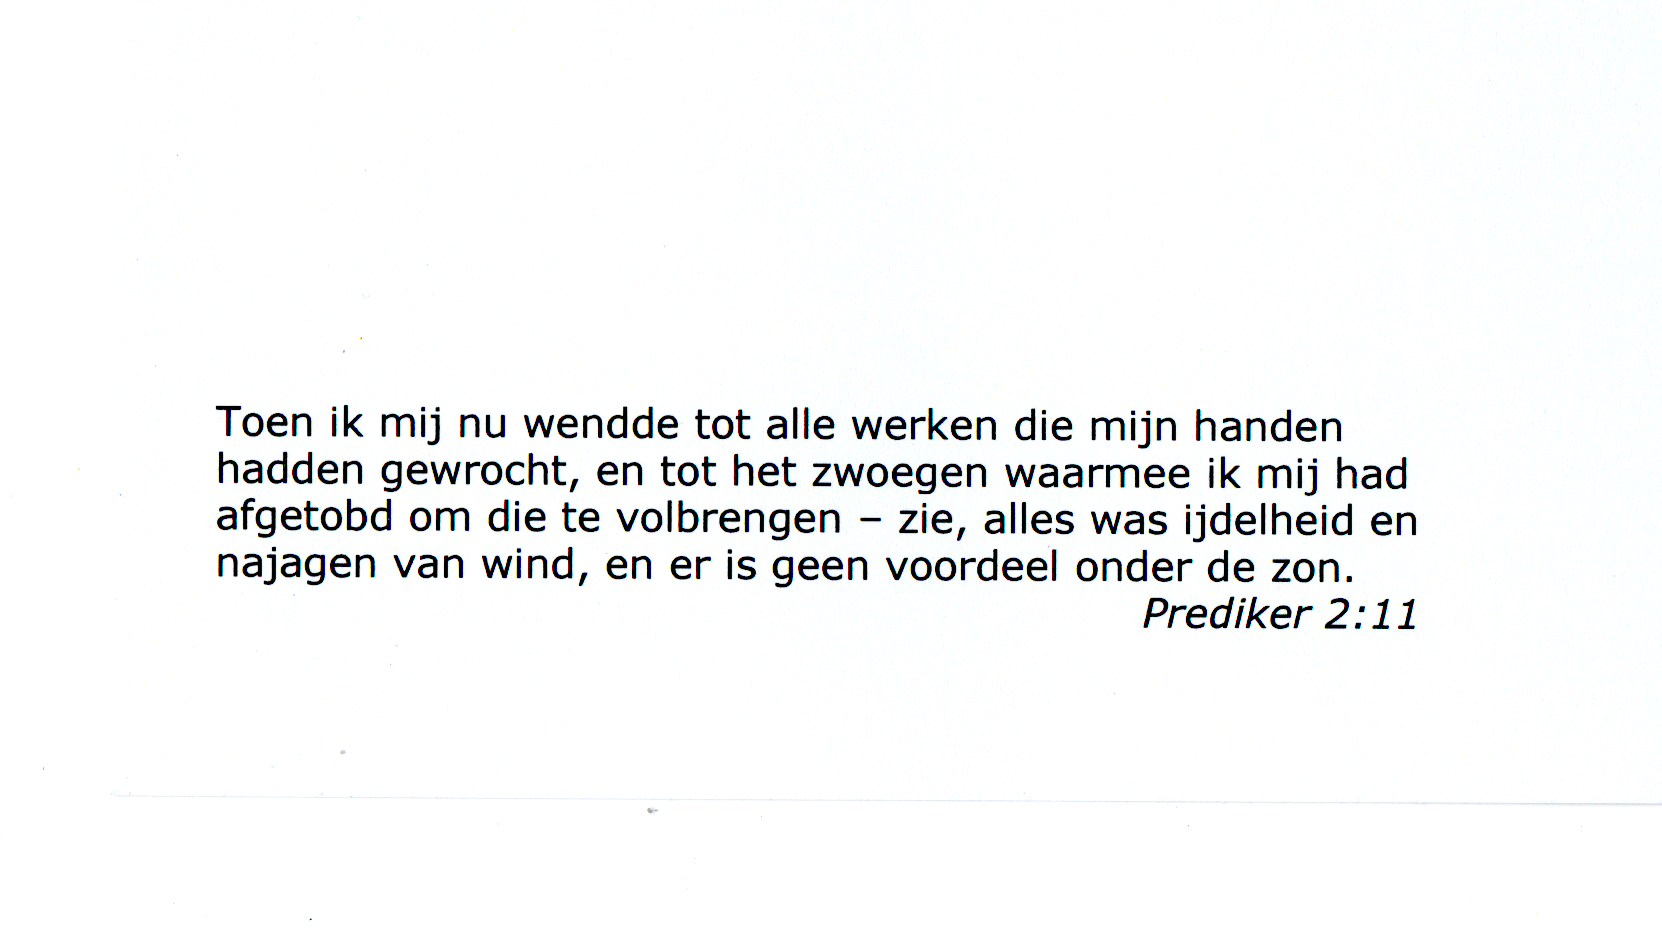 Toen ik mij nu wendde tot alle werken die mijn handen
hadden gewrocht, en tot het zwoegen waarmee ik mij had
afgetobd om die te volbrengen – zie, alles was ijdelheid en
najagen van wind, en er is geen voordeel onder de zon.
Prediker 2:11